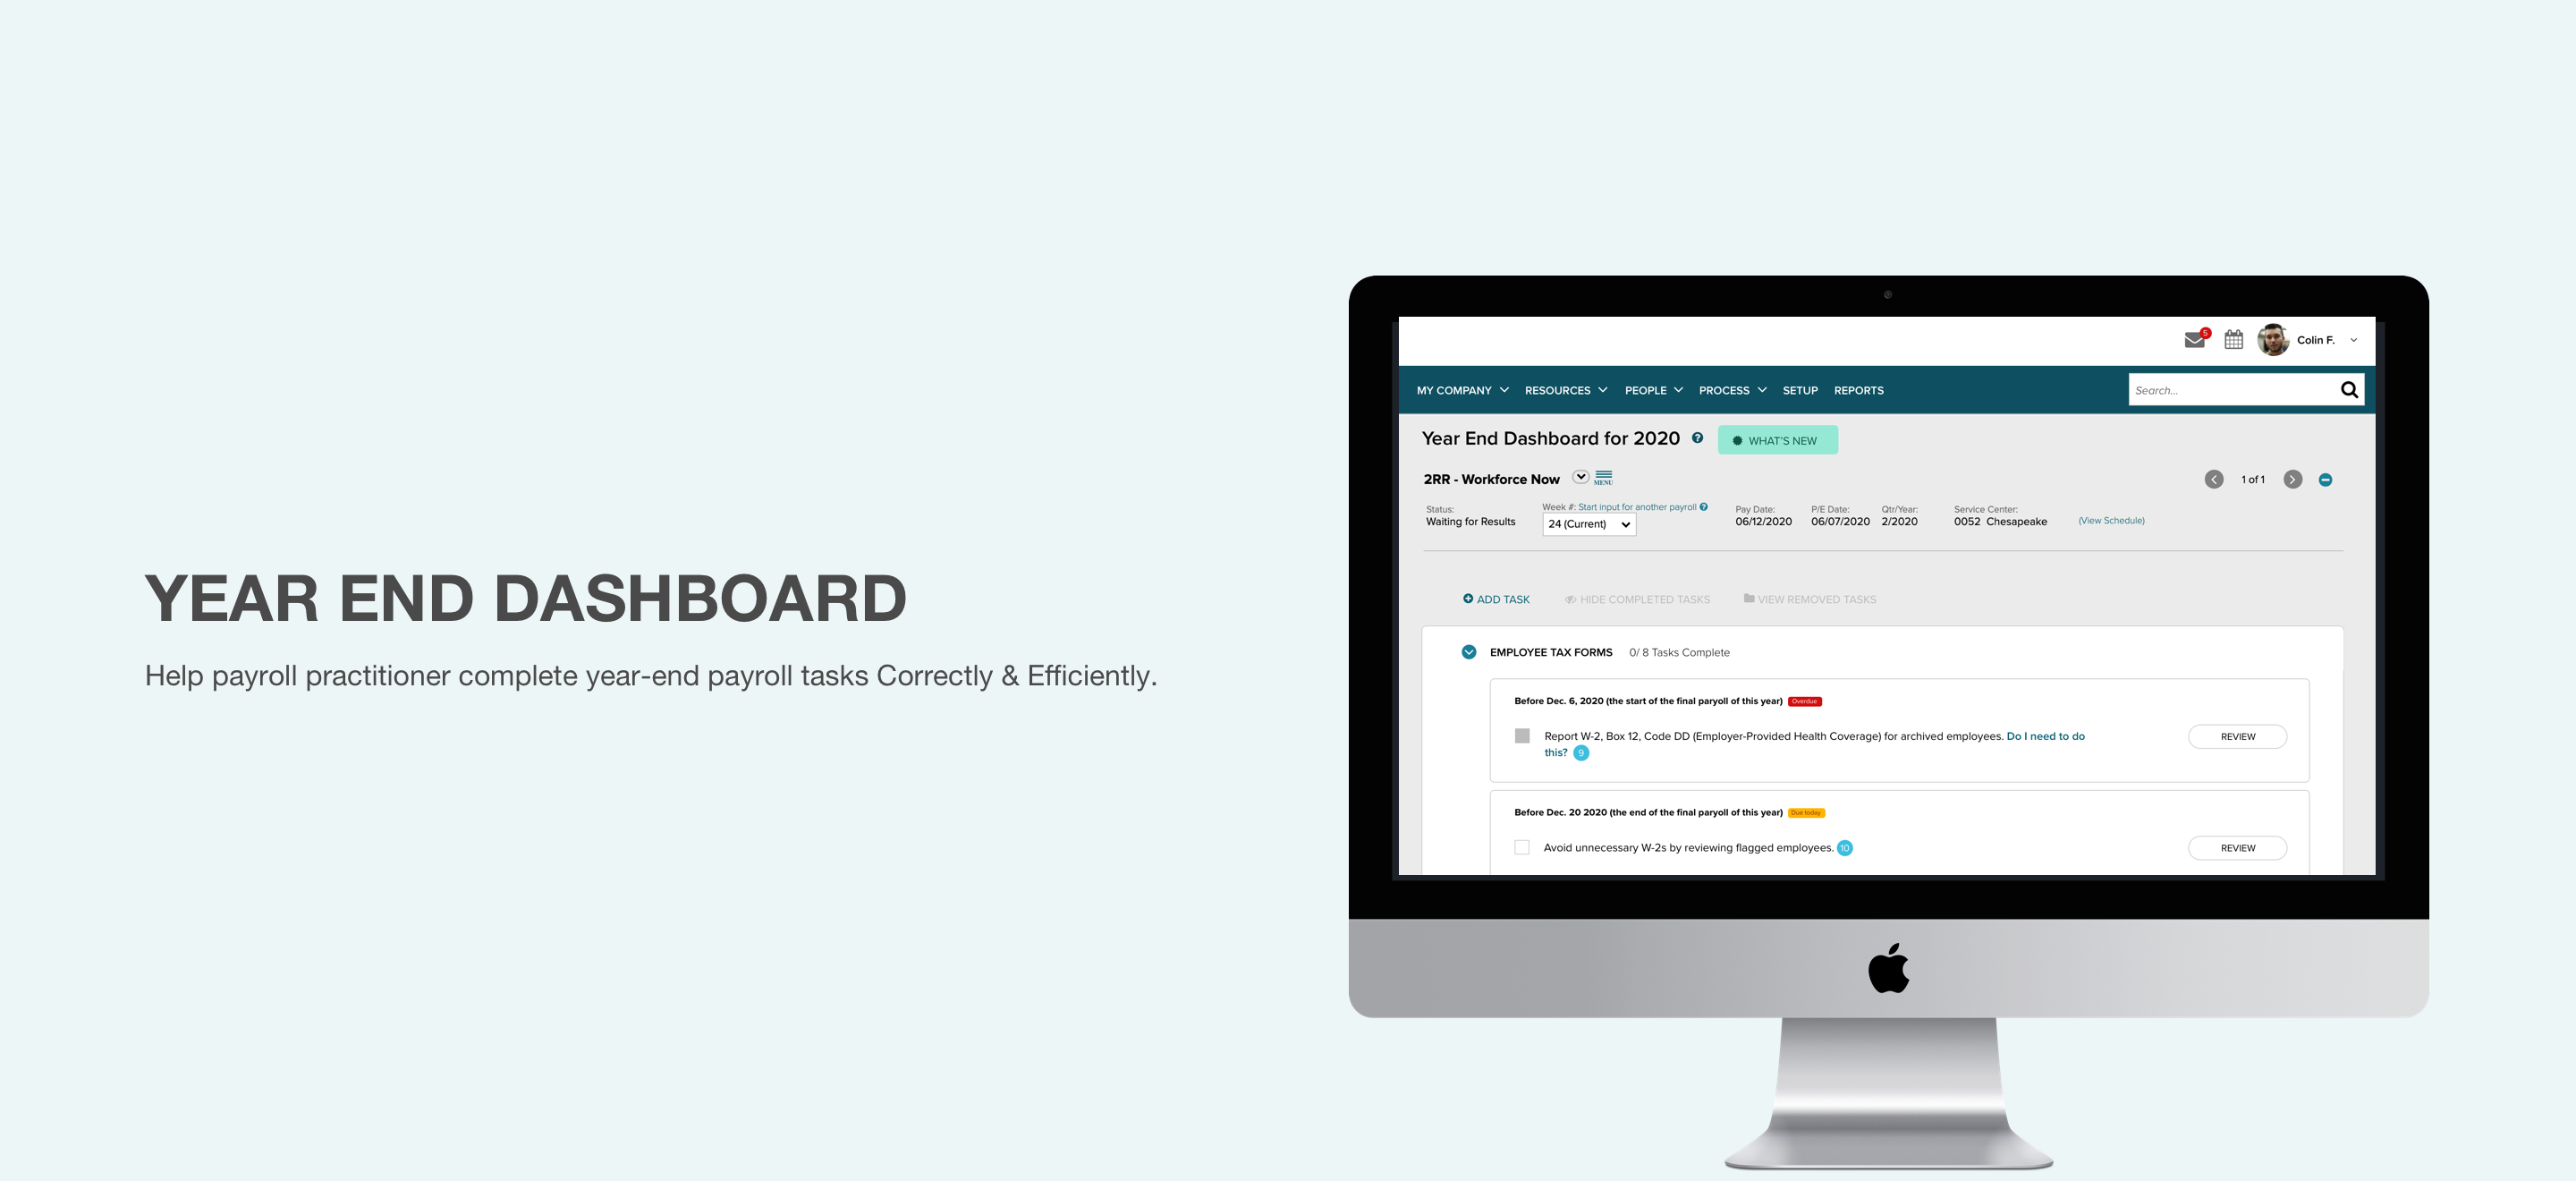 YEAR END DASHBOARD
Help payroll practitioner complete year-end payroll tasks Correctly & Efficiently.
5
Colin F.
MY COMPANY
RESOURCES
PEOPLE
PROCESS
SETUP
REPORTS
Search...
Year End Dashboard for 2020 ?
WHAT'S NEW
2RR - Workforce Now
MENU
1 of 1
Status:
Waiting for Results
Week #: Start input for another payroll ?
24 (Current)
Pay Date:
06/12/2020
P/E Date:
06/07/2020
Qtr/Year:
2/2020
Service Center:
0052 Chesapeake
(View Schedule)
ADD TASK
HIDE COMPLETED TASKS
VIEW REMOVED TASKS
EMPLOYEE TAX FORMS 0/ 8 Tasks Complete
Before Dec. 6, 2020 (the start of the final paryoll of this year) Overdue
Report W-2, Box 12, Code DD (Employer-Provided Health Coverage) for archived employees. Do I need to do
this? 9
REVIEW
Before Dec. 20 2020 (the end of the final paryoll of this year) Due today
Avoid unnecessary W-2s by reviewing flagged employees. 10
REVIEW